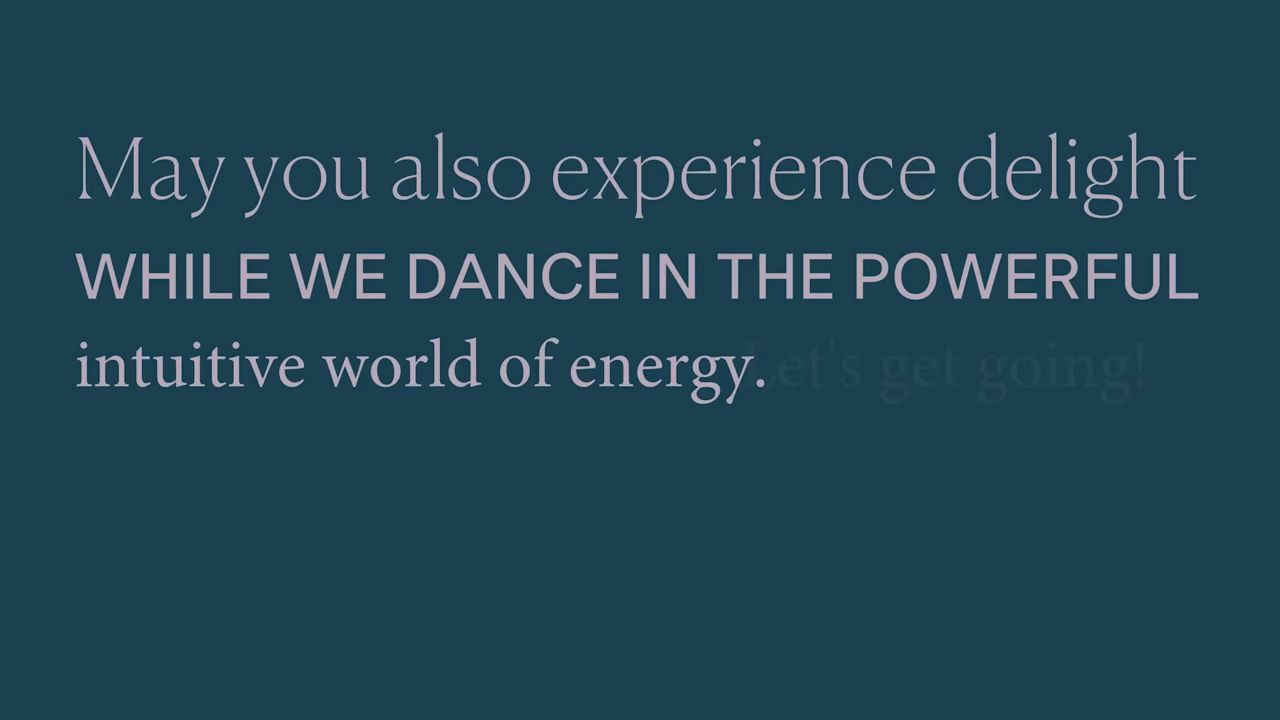 May you also experience delight
WHILE WE DANCE IN THE POWERFUL
intuitive world of energy. Let's get going!